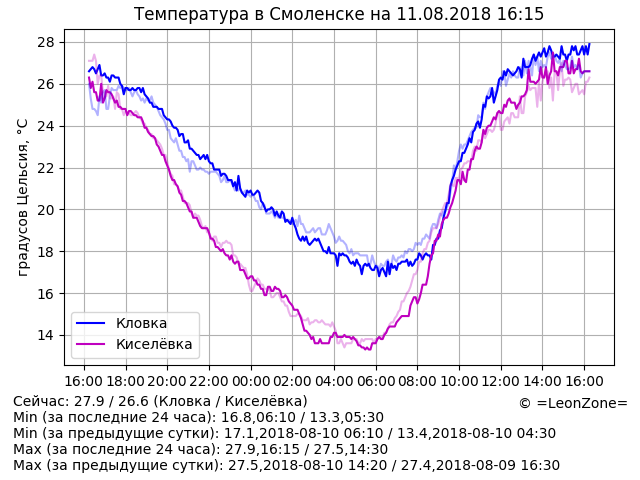 Температура в Смоленске на 11.08.2018 16:15
градусов Цельсия, °C
28
26
24
22
20
18
16
14
Кловка
Киселёвка
16:00 18:00 20:00 22:00 00:00 02:00 04:00 06:00 08:00 10:00 12:00 14:00 16:00
Сейчас: 27.9 / 26.6 (Кловка / Киселёвка)
© =LeonZone=
Min (за последние 24 часа): 16.8,06:10 / 13.3,05:30
Min (за предыдущие сутки): 17.1,2018-08-10 06:10 / 13.4,2018-08-10 04:30
Max (за последние 24 часа): 27.9,16:15 / 27.5,14:30
Max (за предыдущие сутки): 27.5,2018-08-10 14:20 / 27.4,2018-08-09 16:30